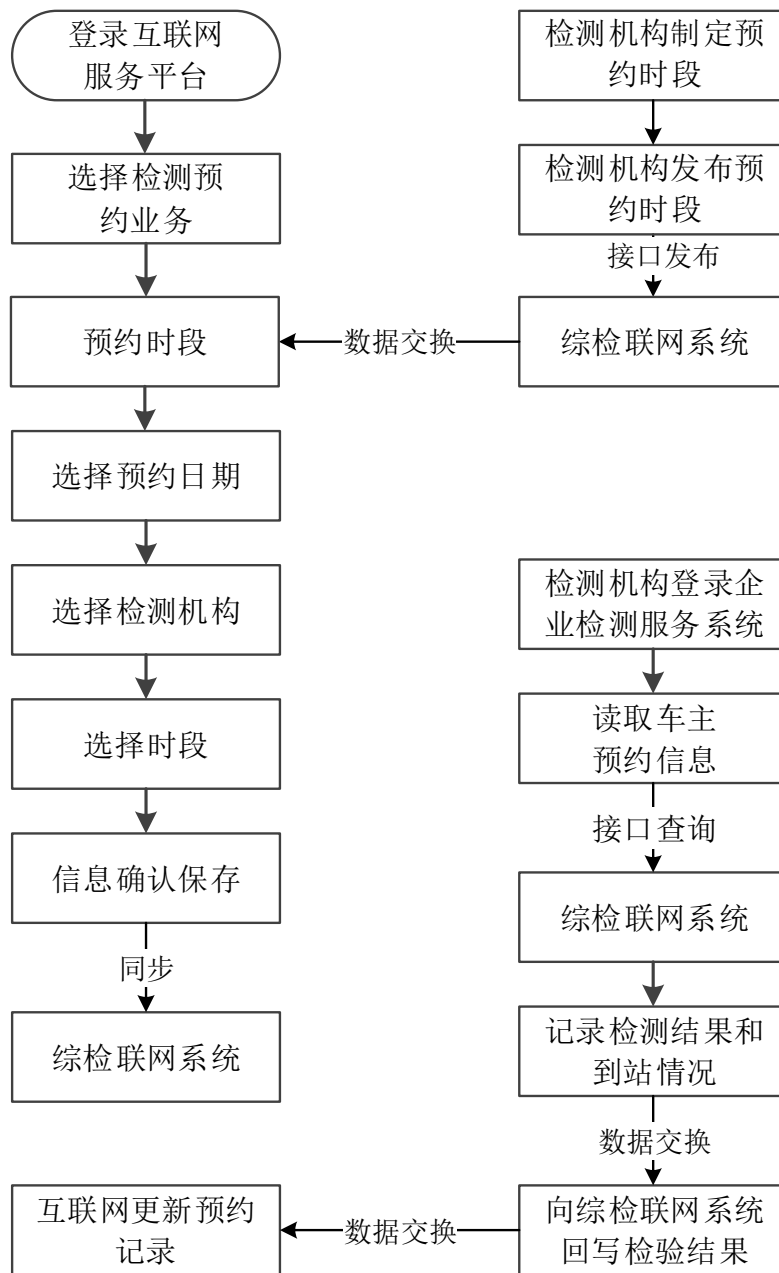 登录互联网
服务平台
选择检测预
约业务
预约时段
选择预约日期
选择检测机构
选择时段
信息确认保存
同步
综检联网系统
互联网更新预约
记录
检测机构制定预
约时段
检测机构发布预
约时段
接口发布
综检联网系统
数据交换
检测机构登录企
业检测服务系统
读取车主
预约信息
接口查询
综检联网系统
记录检测结果和
到站情况
数据交换
向综检联网系统
回写检验结果
数据交换